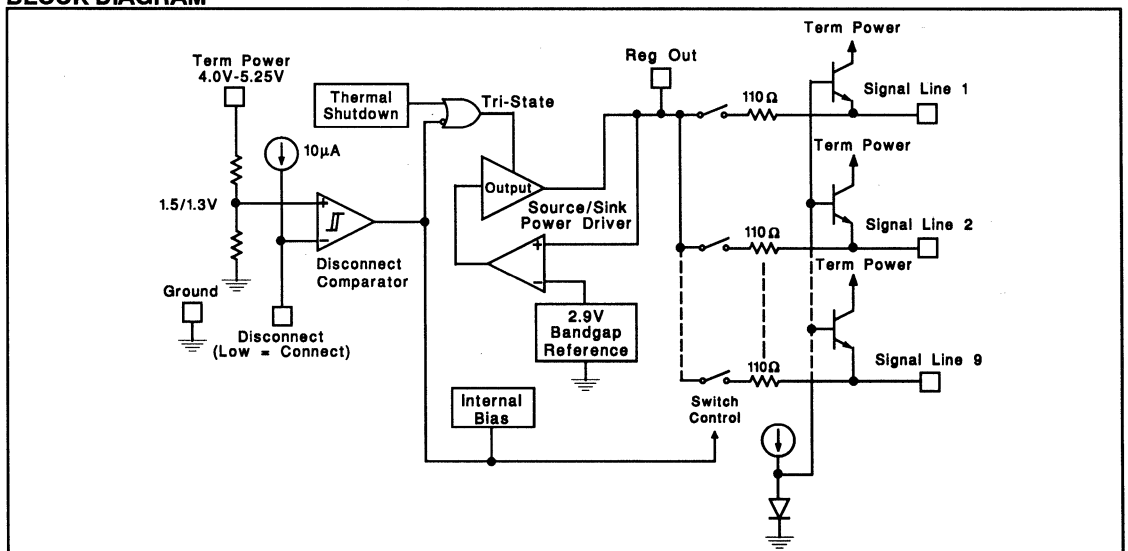 BLOCK DIAGRAM
Term Power
4.0V-5.25V
Thermal
Shutdown
Tri-State
Reg Out
Term Power
110Ω
Signal Line 1
10μA
1.5/1.3V
Output
Source/Sink
Power Driver
Disconnect
Comparator
Term Power
110Ω
Signal Line 2
Term Power
Ground
Disconnect
(Low = Connect)
2.9V
Bandgap
Reference
110Ω
Signal Line 9
Internal
Bias
Switch
Control